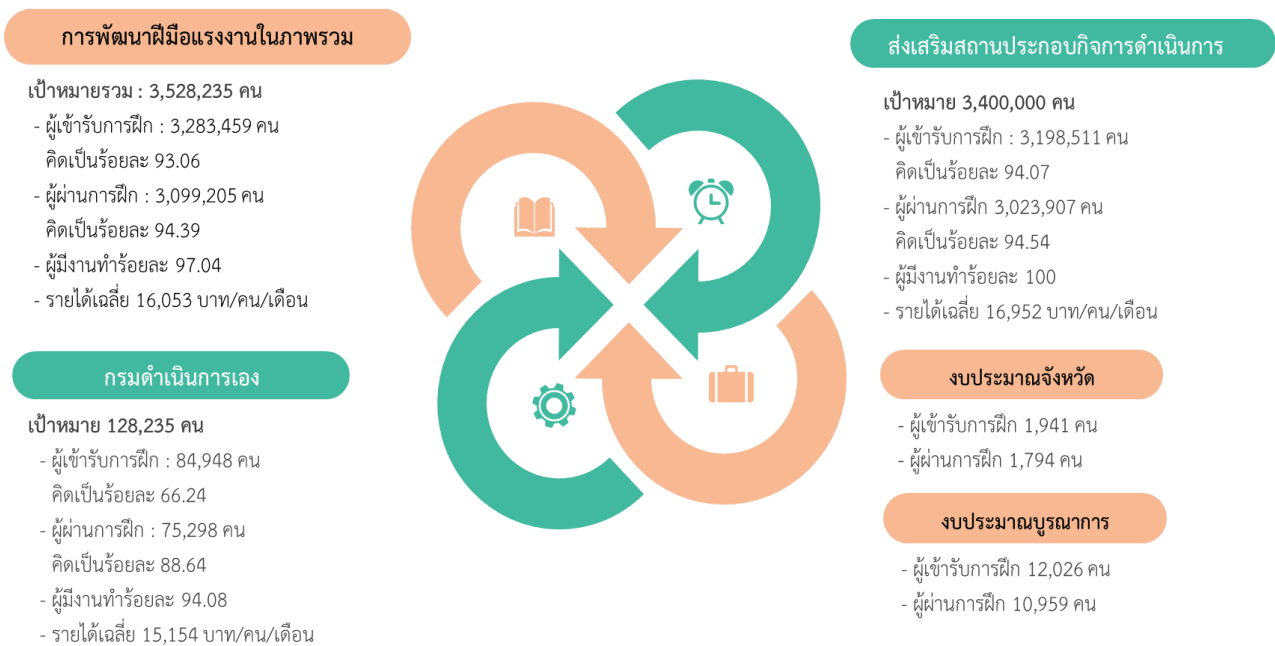 การพัฒนาฝีมือแรงงานในภาพรวม
เป้าหมายรวม : 3,528,235 คน
- ผู้เข้ารับการฝึก : 3,283,459 คน
คิดเป็นร้อยละ 93.06
- ผู้ผ่านการฝึก : 3,099,205 คน
คิดเป็นร้อยละ 94.39
- ผู้มีงานทำร้อยละ 97.04
- รายได้เฉลี่ย 16,053 บาท/คน/เดือน
กรมดำเนินการเอง
เป้าหมาย 128,235 คน
- ผู้เข้ารับการฝึก : 84,948 คน
คิดเป็นร้อยละ 66.24
- ผู้ผ่านการฝึก : 75,298 คน
คิดเป็นร้อยละ 88.64
- ผู้มีงานทำร้อยละ 94.08
- รายได้เฉลี่ย 15,154 บาท/คน/เดือน
ส่งเสริมสถานประกอบกิจการดำเนินการ
เป้าหมาย 3,400,000 คน
- ผู้เข้ารับการฝึก : 3,198,511 คน
คิดเป็นร้อยละ 94.07
- ผู้ผ่านการฝึก 3,023,907 คน
คิดเป็นร้อยละ 94.54
- ผู้มีงานทำร้อยละ 100
- รายได้เฉลี่ย 16,952 บาท/คน/เดือน
งบประมาณจังหวัด
- ผู้เข้ารับการฝึก 1,941 คน
- ผู้ผ่านการฝึก 1,794 คน
งบประมาณบูรณาการ
- ผู้เข้ารับการฝึก 12,026 คน
- ผู้ผ่านการฝึก 10,959 คน